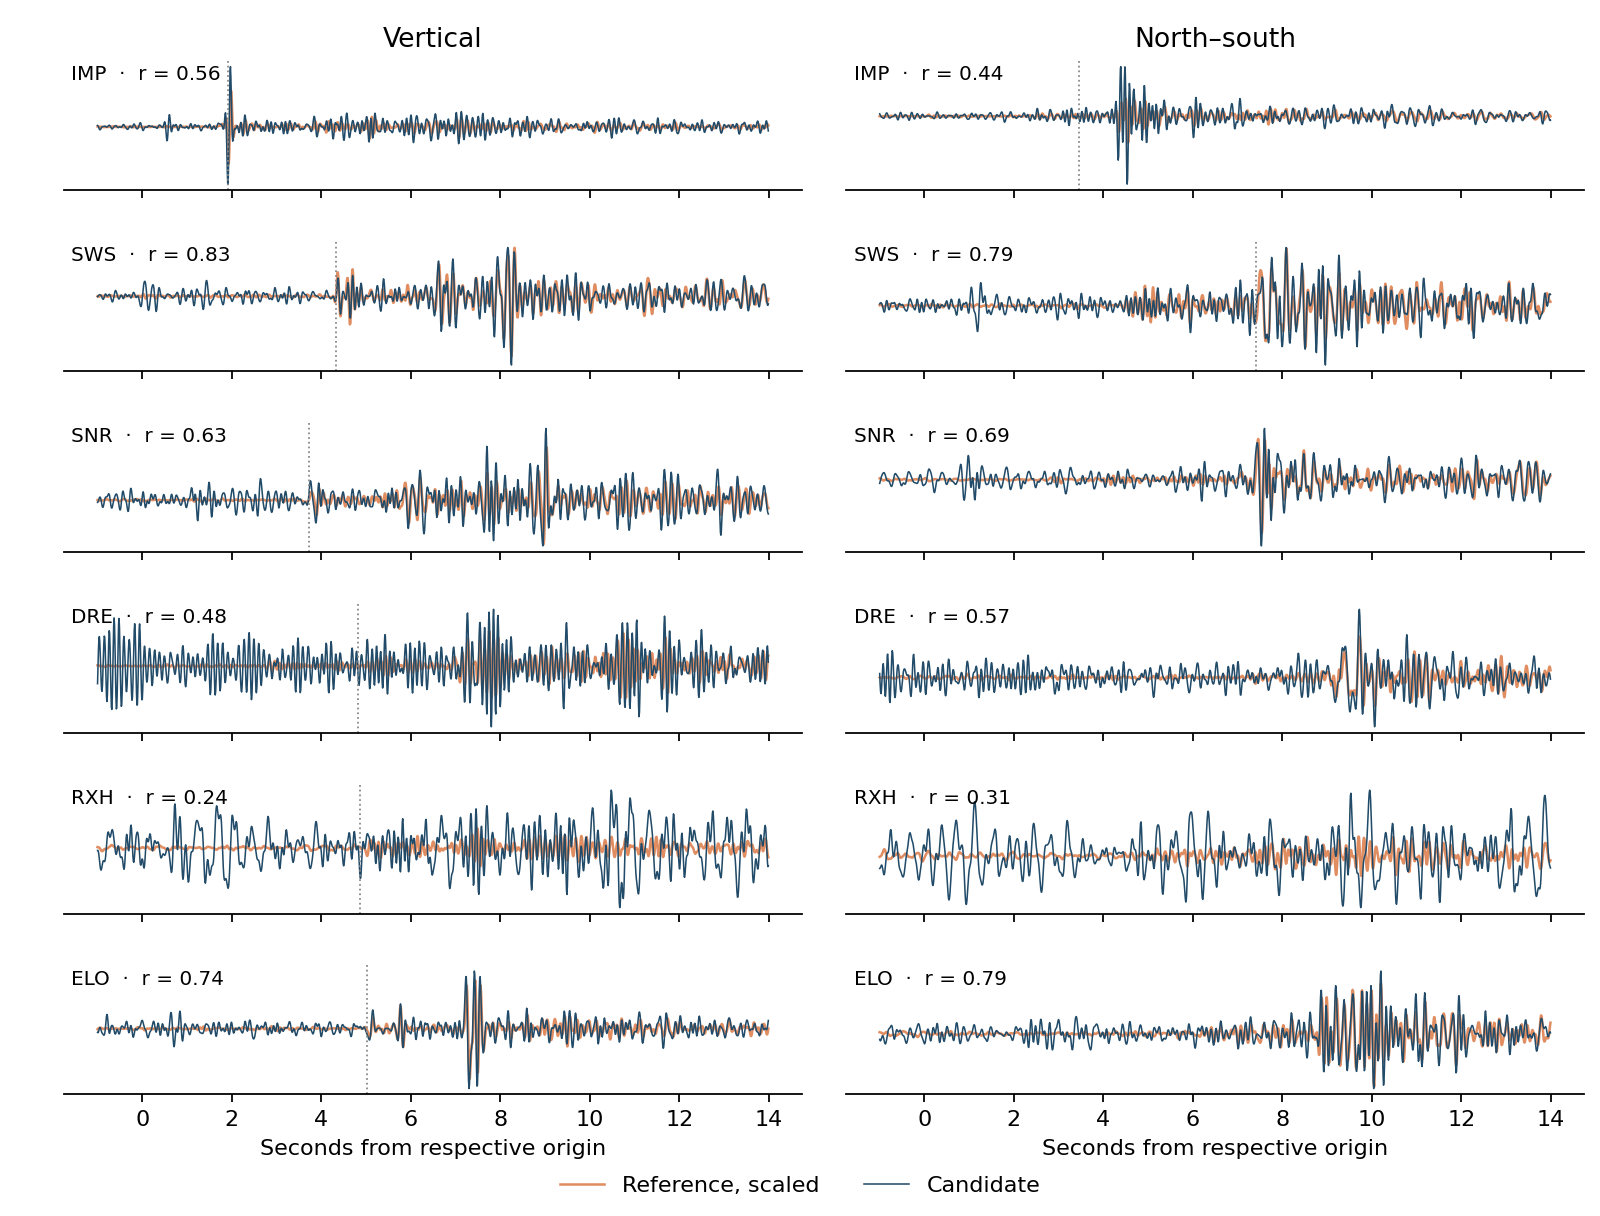 Vertical
North–south
IMP · r = 0.56
IMP · r = 0.44
SWS · r = 0.83
SWS · r = 0.79
SNR · r = 0.63
SNR · r = 0.69
DRE · r = 0.48
DRE · r = 0.57
RXH · r = 0.24
RXH · r = 0.31
ELO · r = 0.74
ELO · r = 0.79
0 2 4 6 8 10 12 14
0 2 4 6 8 10 12 14
Seconds from respective origin
Seconds from respective origin
Reference, scaled
Candidate